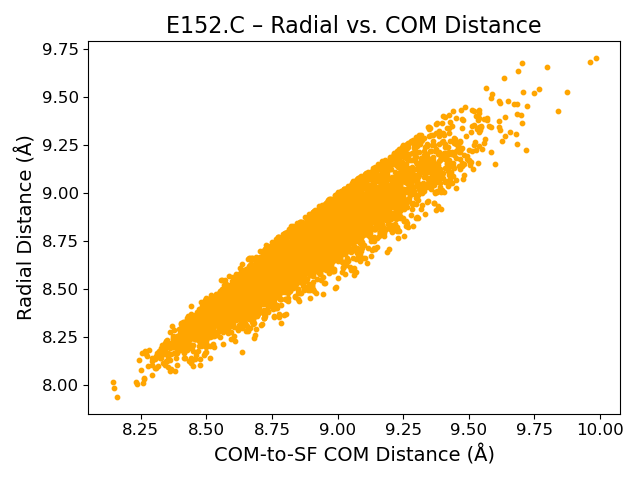 E152.C – Radial vs. COM Distance
9.75
9.50
9.25
9.00
8.75
8.50
8.25
8.00
Radial Distance (Å)
8.25 8.50 8.75 9.00 9.25 9.50 9.75 10.00
COM-to-SF COM Distance (Å)